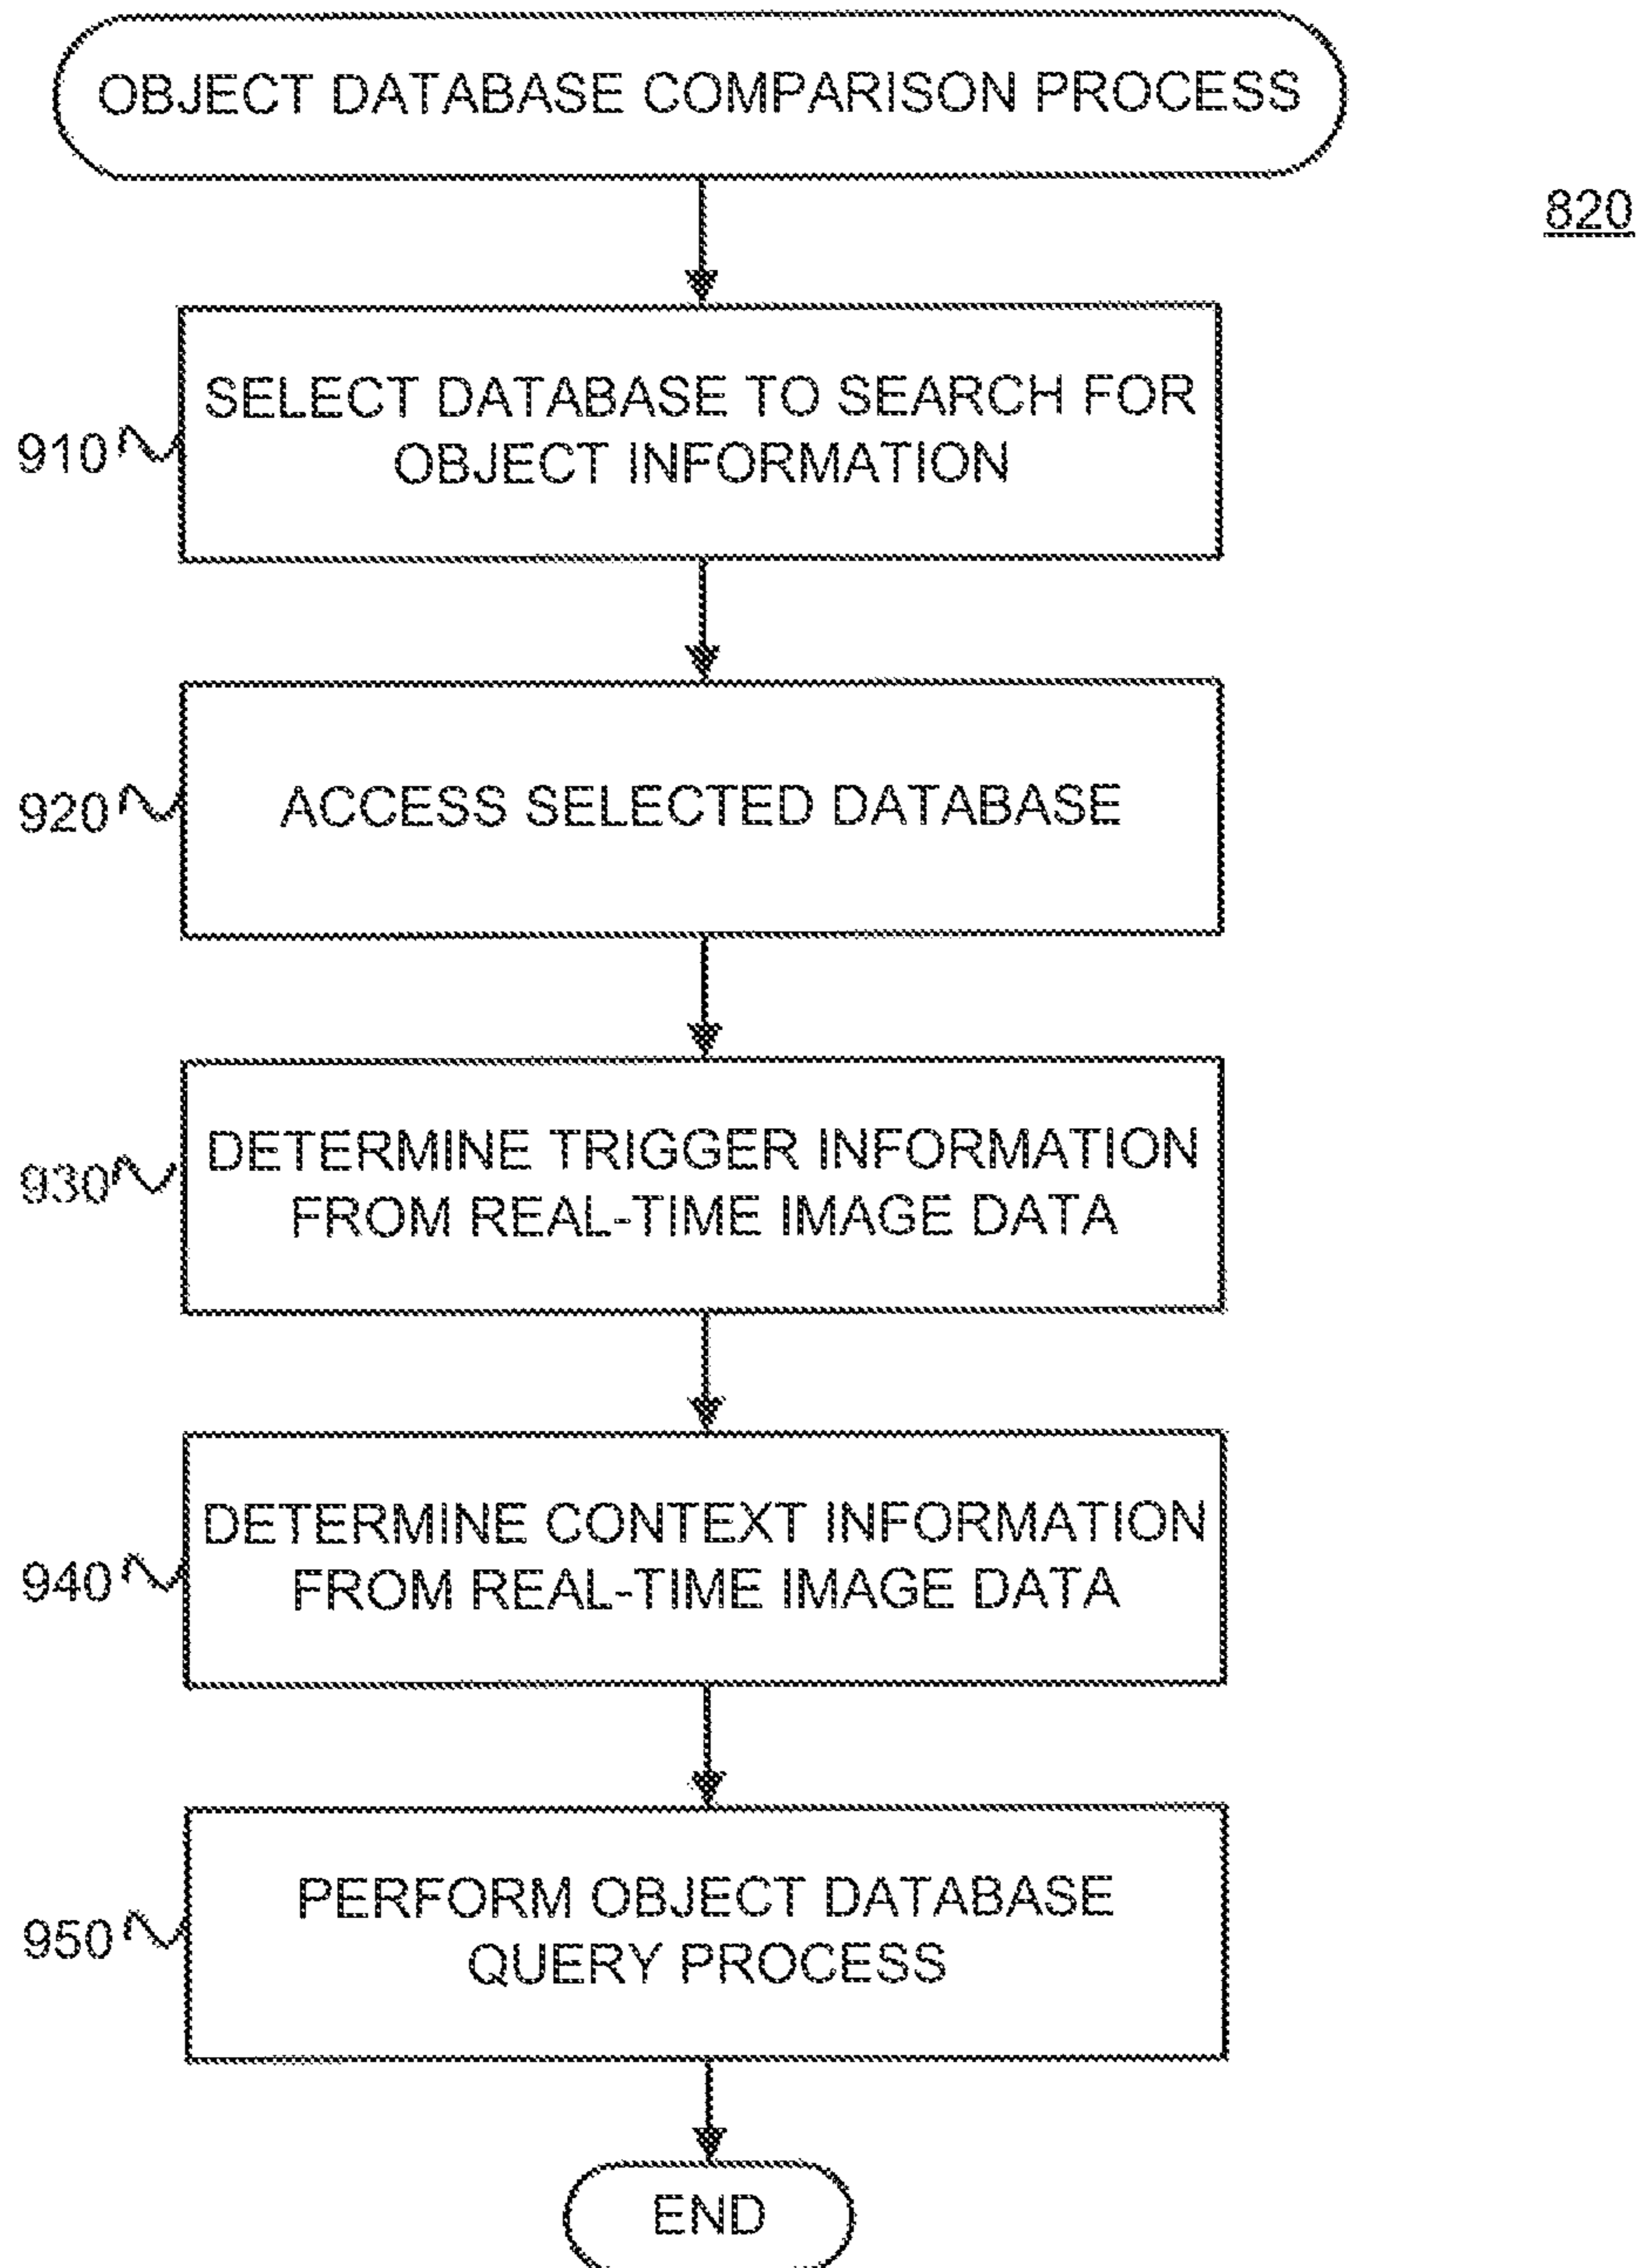 OBJECT DATABASE COMPARISON PROCESS
820
910
SELECT DATABASE TO SEARCH FOR
OBJECT INFORMATION
920
ACCESS SELECTED DATABASE
930
DETERMINE TRIGGER INFORMATION
FROM REAL-TIME IMAGE DATA
940
DETERMINE CONTEXT INFORMATION
FROM REAL-TIME IMAGE DATA
950
PERFORM OBJECT DATABASE
QUERY PROCESS
END